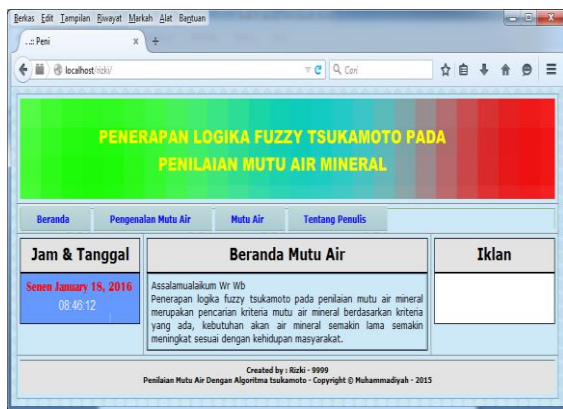 Berkas Edit Tampilan Riwayat Markah Alat Bantuan
..:: Peni
localhost/rizki/
Cari
PENERAPAN LOGIKA FUZZY TSUKAMOTO PADA
PENILAIAN MUTU AIR MINERAL
Beranda Pengenalan Mutu Air Mutu Air Tentang Penulis
Jam & Tanggal
Senen January 18, 2016
08:46:12
Beranda Mutu Air
Assalamualaikum Wr Wb
Penerapan logika fuzzy tsukamoto pada penilaian mutu air mineral
merupakan pencarian kriteria mutu air mineral berdasarkan kriteria
yang ada, kebutuhan akan air mineral semakin lama semakin
meningkat sesuai dengan kehidupan masyarakat.
Iklan
Created by : Rizki - 9999
Penilaian Mutu Air Dengan Algoritma tsukamoto - Copyright © Muhammadiyah - 2015